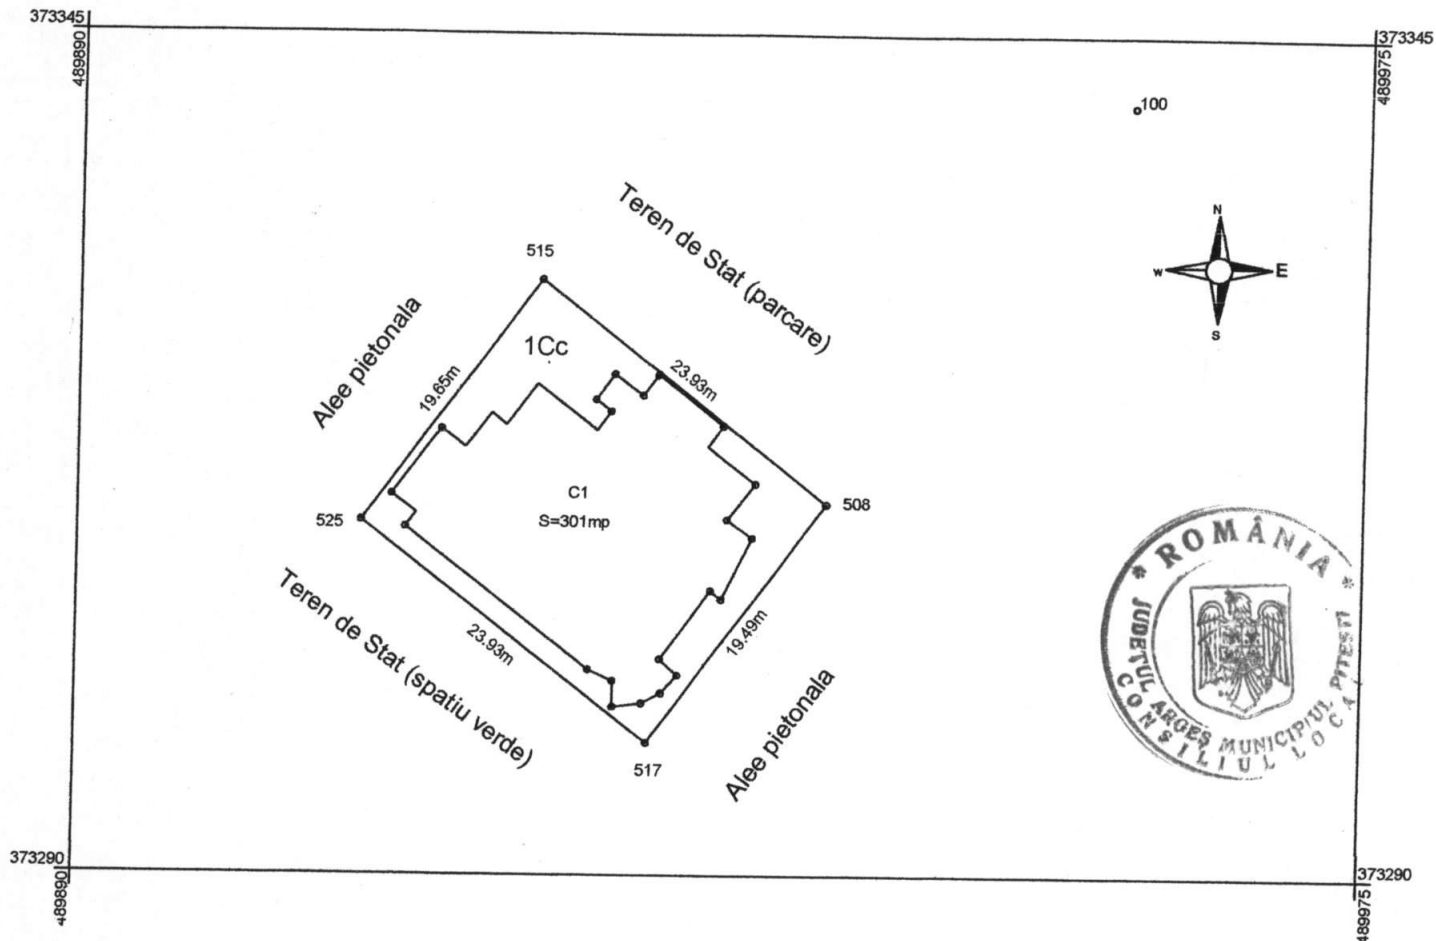 373345
489890
373345
489975
100
Teren de Stat (parcare)
N
W
E
S
515
Alee pietonala
1Cc
19.65m
23.93m
C1
S=301mp
525
508
Teren de Stat (spatiu verde)
23.93m
19.49m
517
Alee pietonala
* ROMÂNIA *
JUDEȚUL ARGEȘ MUNICIPIUL PITEȘTI
CONSILIUL LOCA
373290
489890
373290
489975